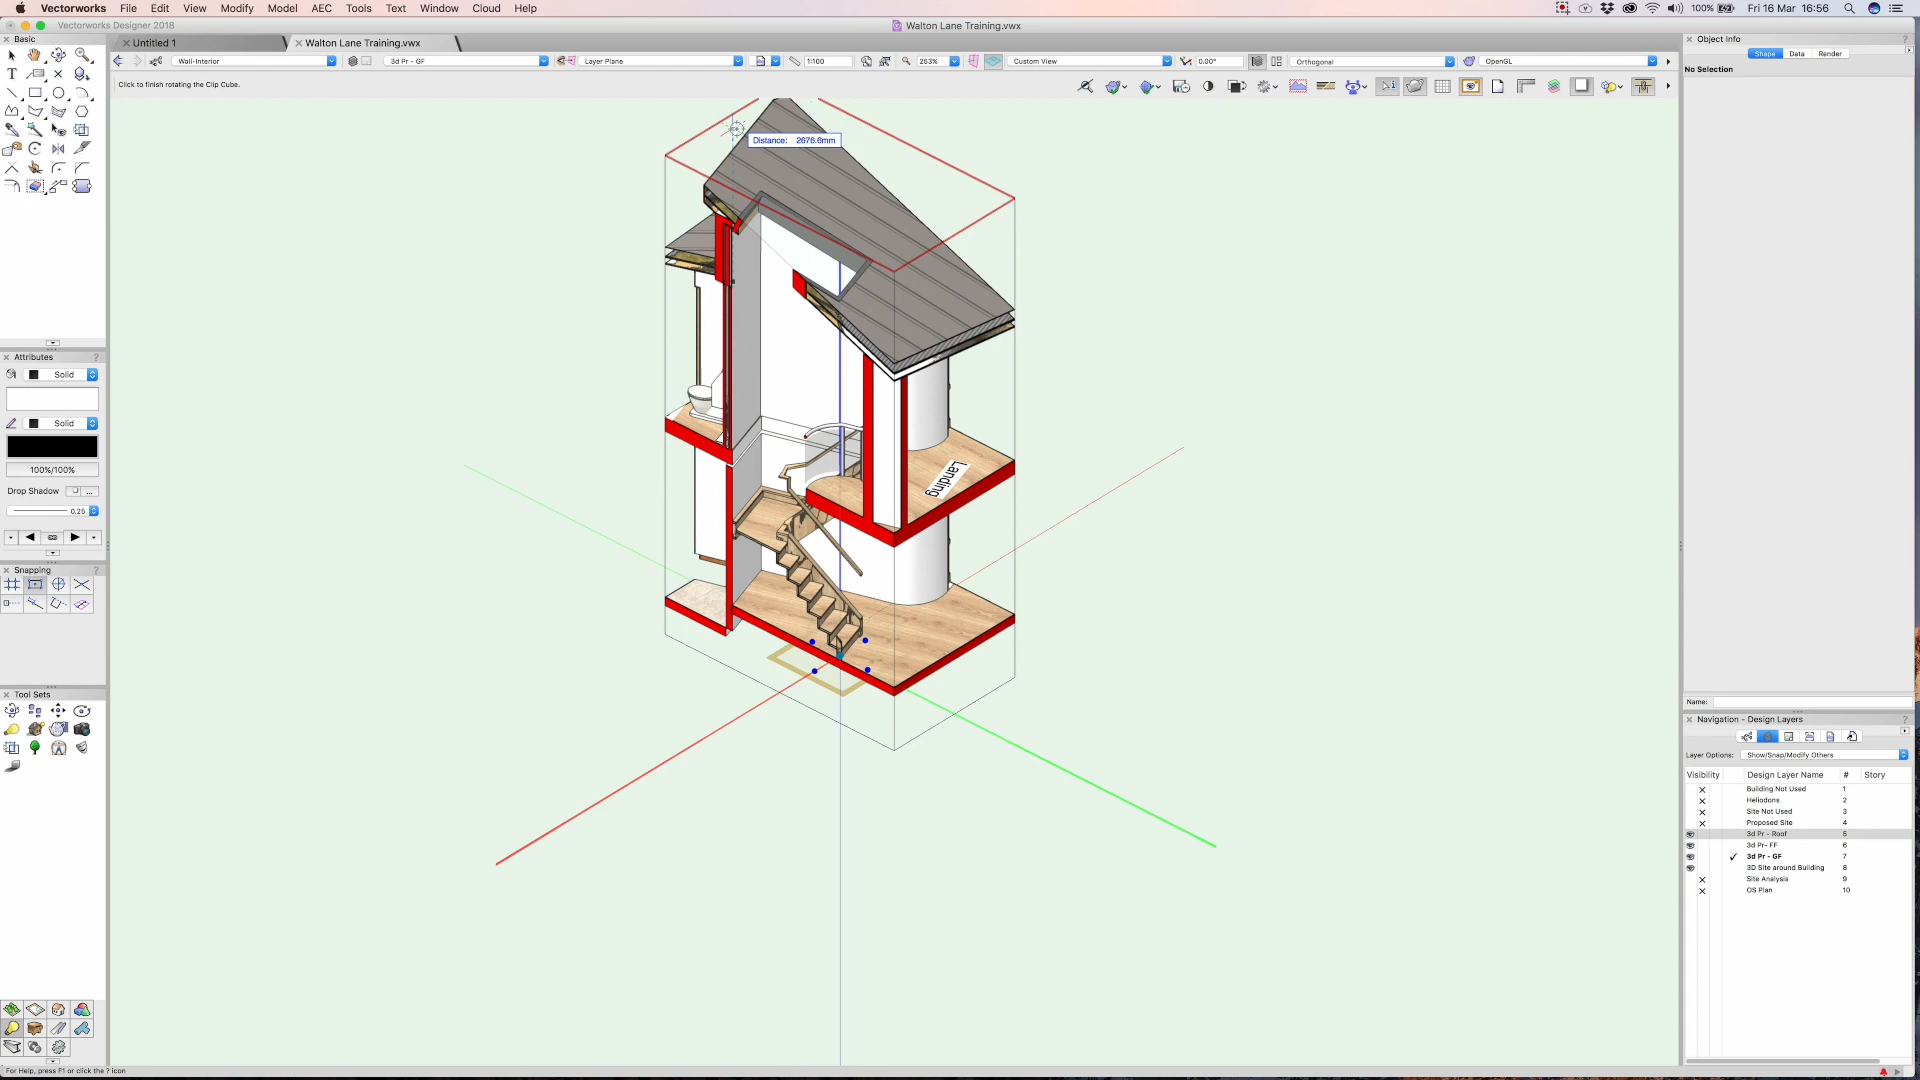 Vectorworks File Edit View Modify Model AEC Tools Text Window Cloud Help 100% Fri 16 Mar 16:56
Vectorworks Designer 2018 Walton Lane Training.vwx
Basic
Untitled 1 Walton Lane Training.vwx
Wall-Interior 3d Pr - GF Layer Plane 1:100 253% Custom View 0.00° Orthogonal OpenGL
Click to finish rotating the Clip Cube.
Object Info
Shape Data Render
No Selection
Distance: 2676.6mm
Landing
Attributes
Solid
Solid
100%/100%
Drop Shadow ...
0.25
Snapping
Tool Sets
Name:
Navigation - Design Layers
Layer Options: Show/Snap/Modify Others
Visibility Design Layer Name # Story
Building Not Used 1
Heliodons 2
Site Not Used 3
Proposed Site 4
3d Pr - Roof 5
3d Pr- FF 6
3d Pr - GF 7
3D Site around Building 8
Site Analysis 9
OS Plan 10
For Help, press F1 or click the ? icon